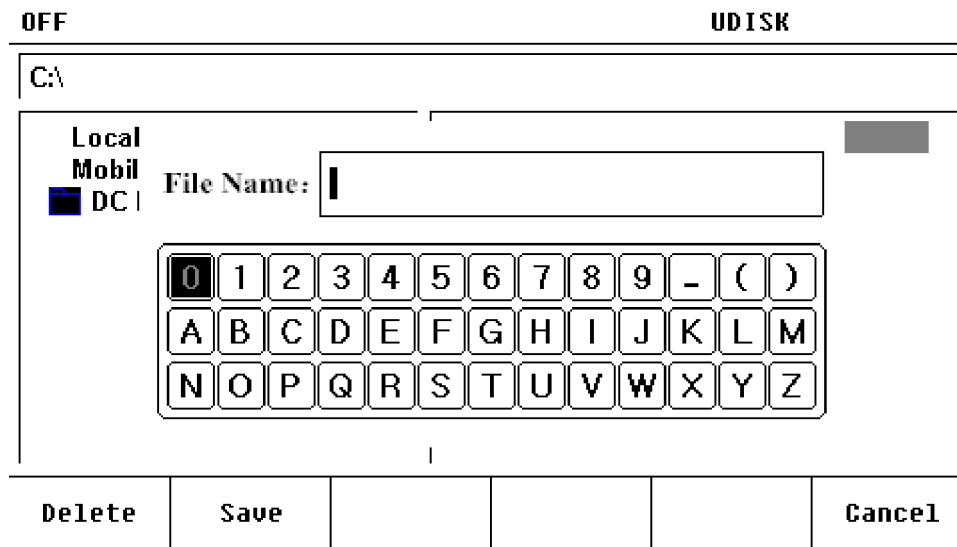 OFF UDISK
C:\
Local
Mobil
File Name:
DC
0 1 2 3 4 5 6 7 8 9 _ ( )
A B C D E F G H I J K L M
N O P Q R S T U V W X Y Z
Delete Save Cancel